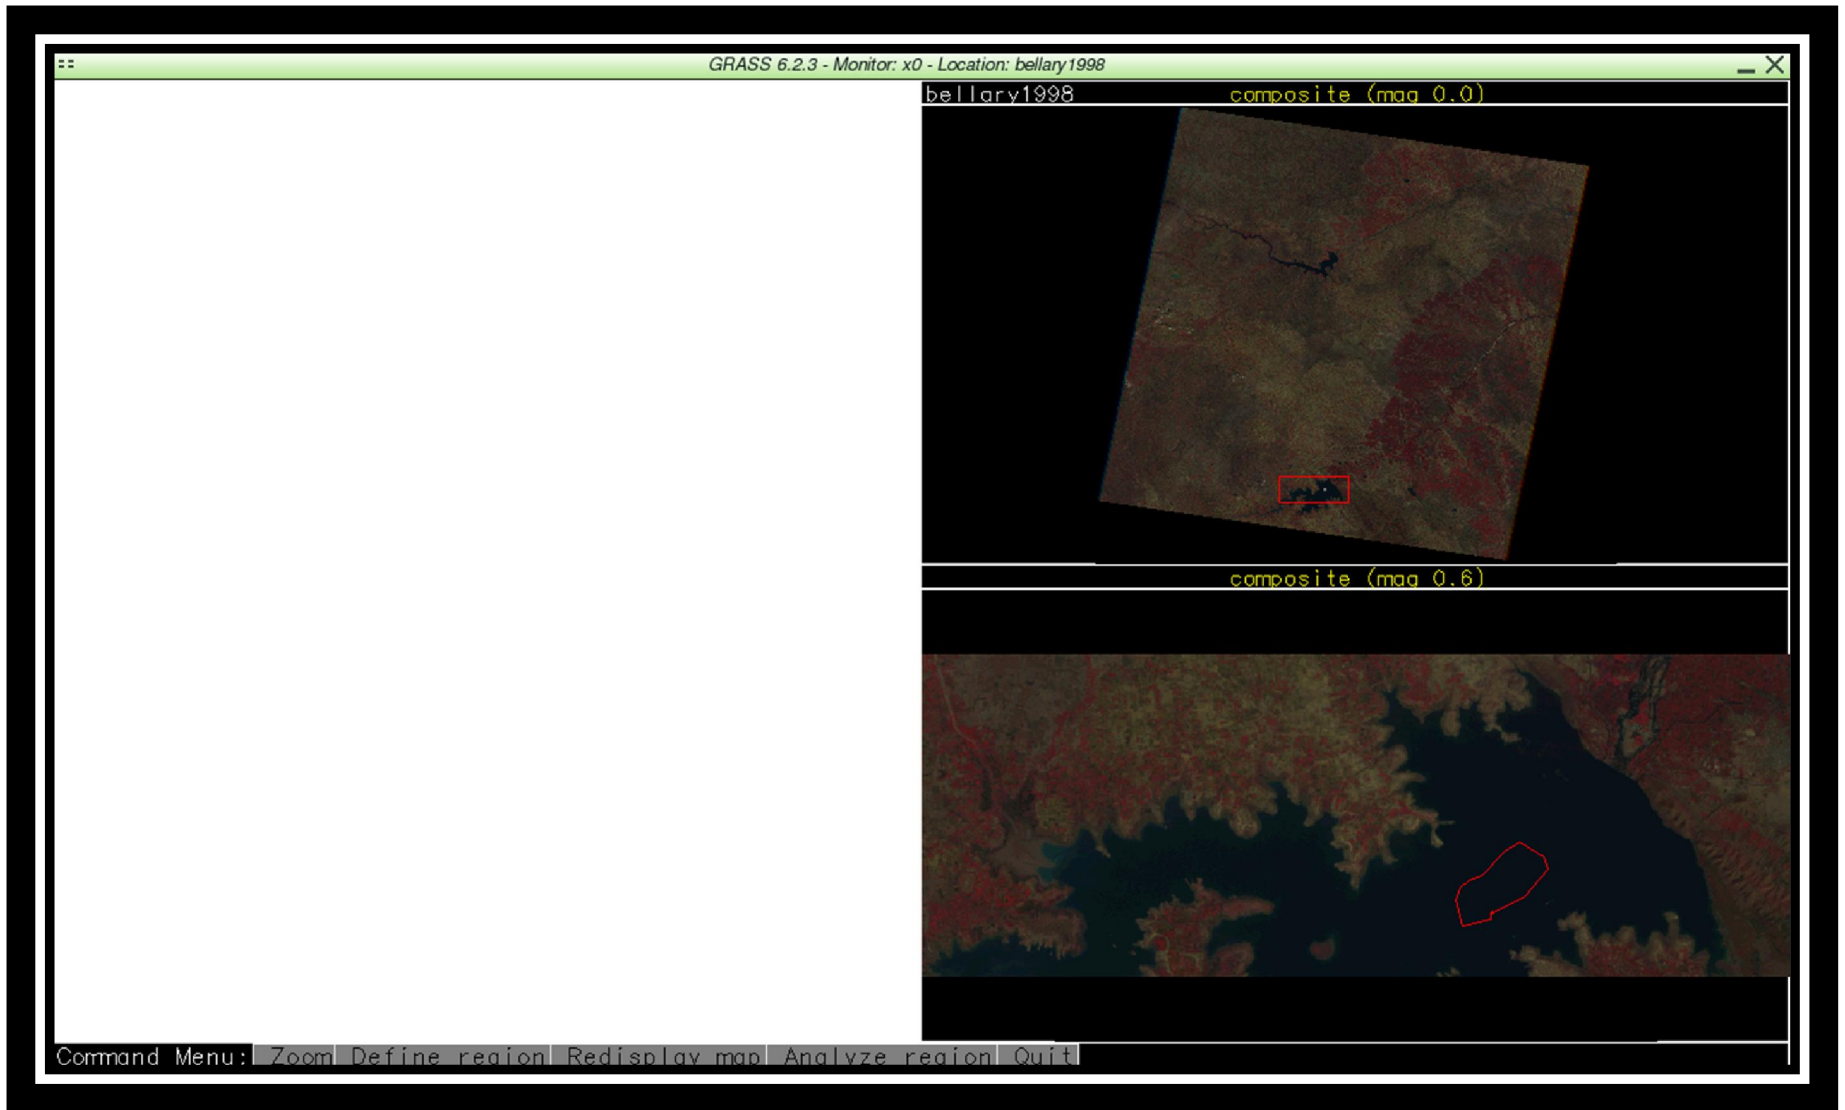 GRASS 6.2.3 - Monitor: x0 - Location: bellary1998
bellary1998 composite (mag 0.0)
composite (mag 0.6)
Command Menu: Zoom Define region Redisplay map Analyze region Quit